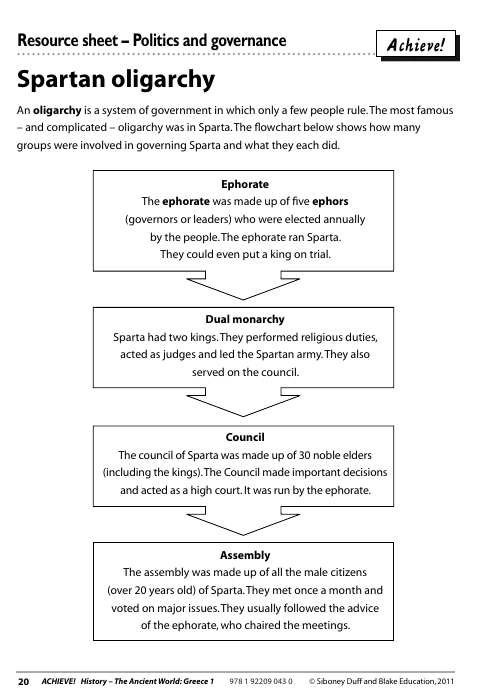 Resource sheet – Politics and governance
Achieve!
Spartan oligarchy
An oligarchy is a system of government in which only a few people rule. The most famous
– and complicated – oligarchy was in Sparta. The flowchart below shows how many
groups were involved in governing Sparta and what they each did.
Ephorate
The ephorate was made up of five ephors
(governors or leaders) who were elected annually
by the people. The ephorate ran Sparta.
They could even put a king on trial.
Dual monarchy
Sparta had two kings. They performed religious duties,
acted as judges and led the Spartan army. They also
served on the council.
Council
The council of Sparta was made up of 30 noble elders
(including the kings). The Council made important decisions
and acted as a high court. It was run by the ephorate.
Assembly
The assembly was made up of all the male citizens
(over 20 years old) of Sparta. They met once a month and
voted on major issues. They usually followed the advice
of the ephorate, who chaired the meetings.
20 ACHIEVE! History – The Ancient World: Greece 1 978 1 92209 043 0 © Siboney Duff and Blake Education, 2011